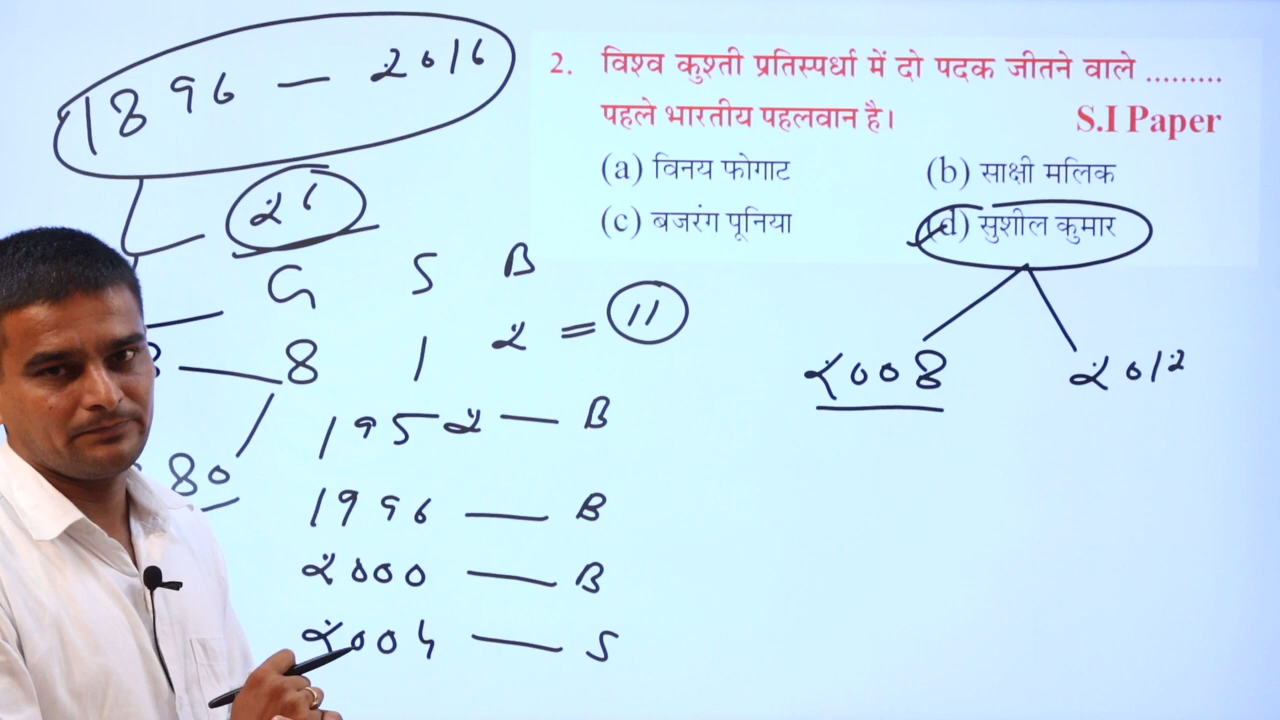 1896 — 2016
2. विश्व कुश्ती प्रतिस्पर्धा में दो पदक जीतने वाले .........
पहले भारतीय पहलवान है। S.I Paper
(a) विनय फोगाट (b) साक्षी मलिक
(c) बजरंग पूनिया (d) सुशील कुमार
G S B
8 1 2 = 11
2008 2012
1952 — B
80
1996 — B
2000 — B
2004 — S